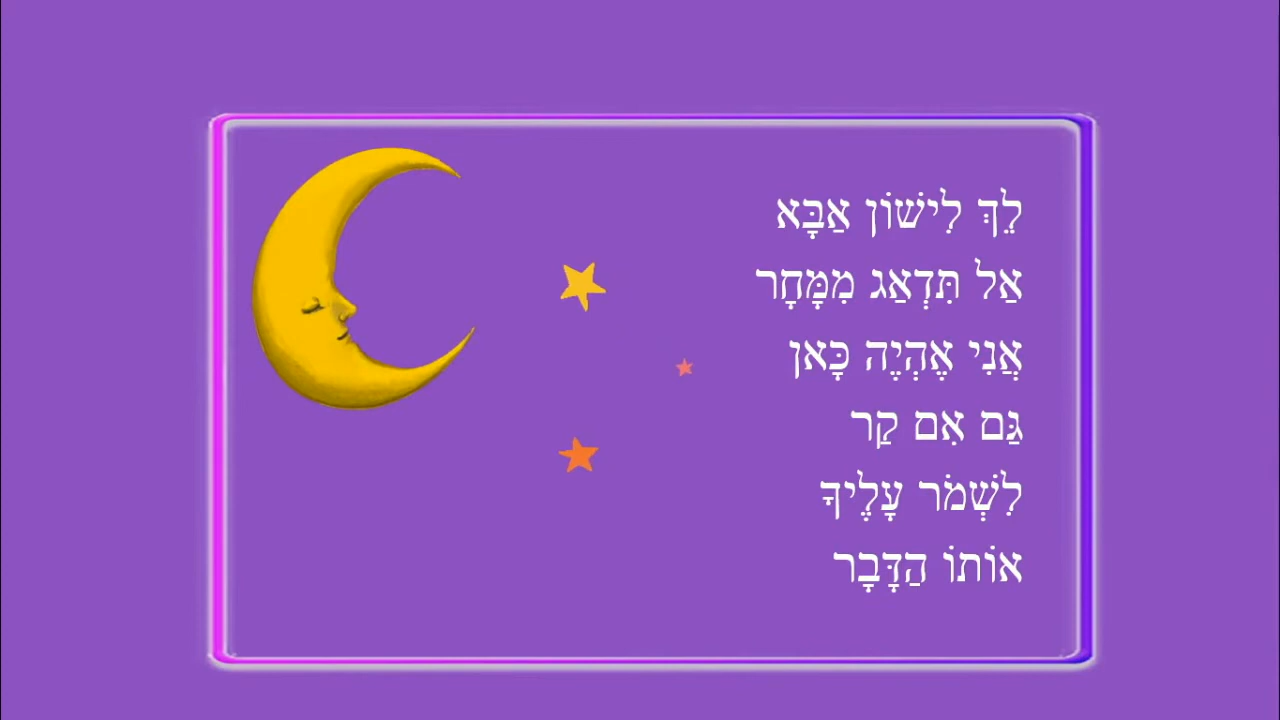 לֵךְ לִישׁוֹן אַבָּא
אַל תִּדְאַג מִמָּחָר
אֲנִי אֶהְיֶה כָּאן
גַּם אִם קַר
לִשְׁמֹר עָלֶיךָ
אוֹתוֹ הַדָּבָר